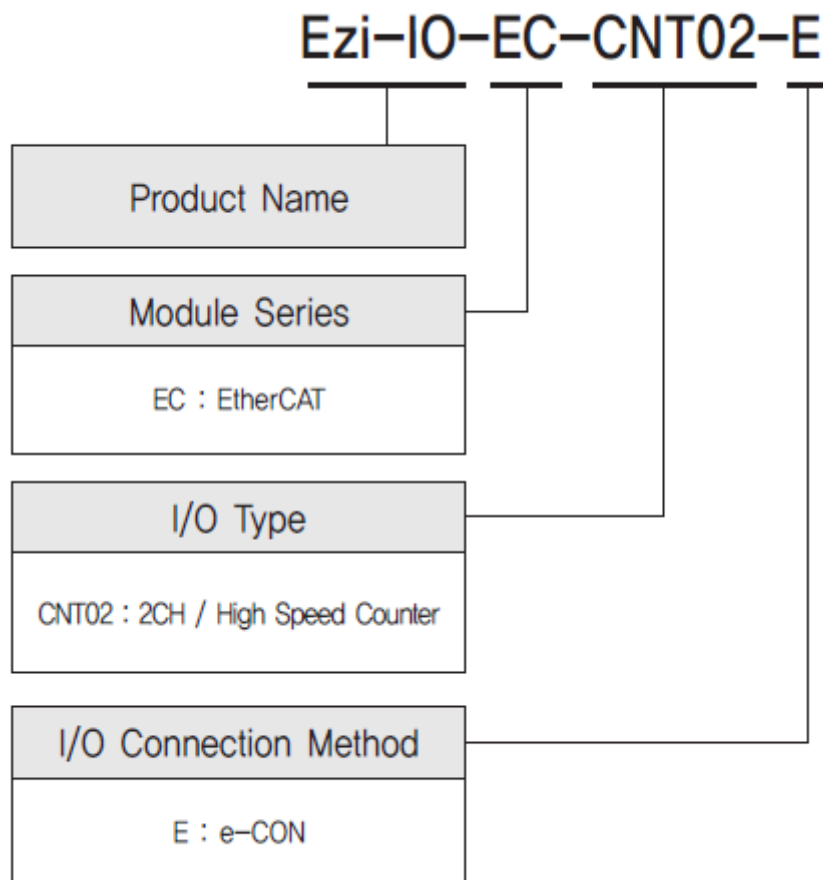 Ezi-IO-EC-CNT02-E
Product Name
Module Series
EC : EtherCAT
I/O Type
CNT02 : 2CH / High Speed Counter
I/O Connection Method
E : e-CON